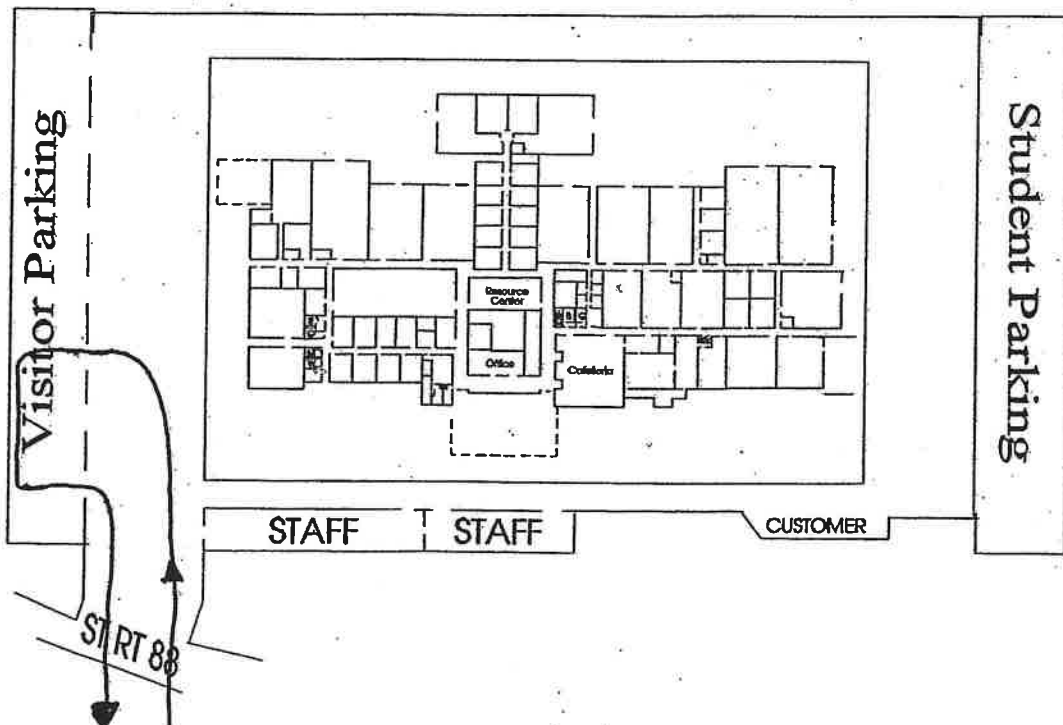 Visitor Parking
Student Parking
Resource
Center
Office
Cafeteria
STAFF
STAFF
CUSTOMER
ST RT 88